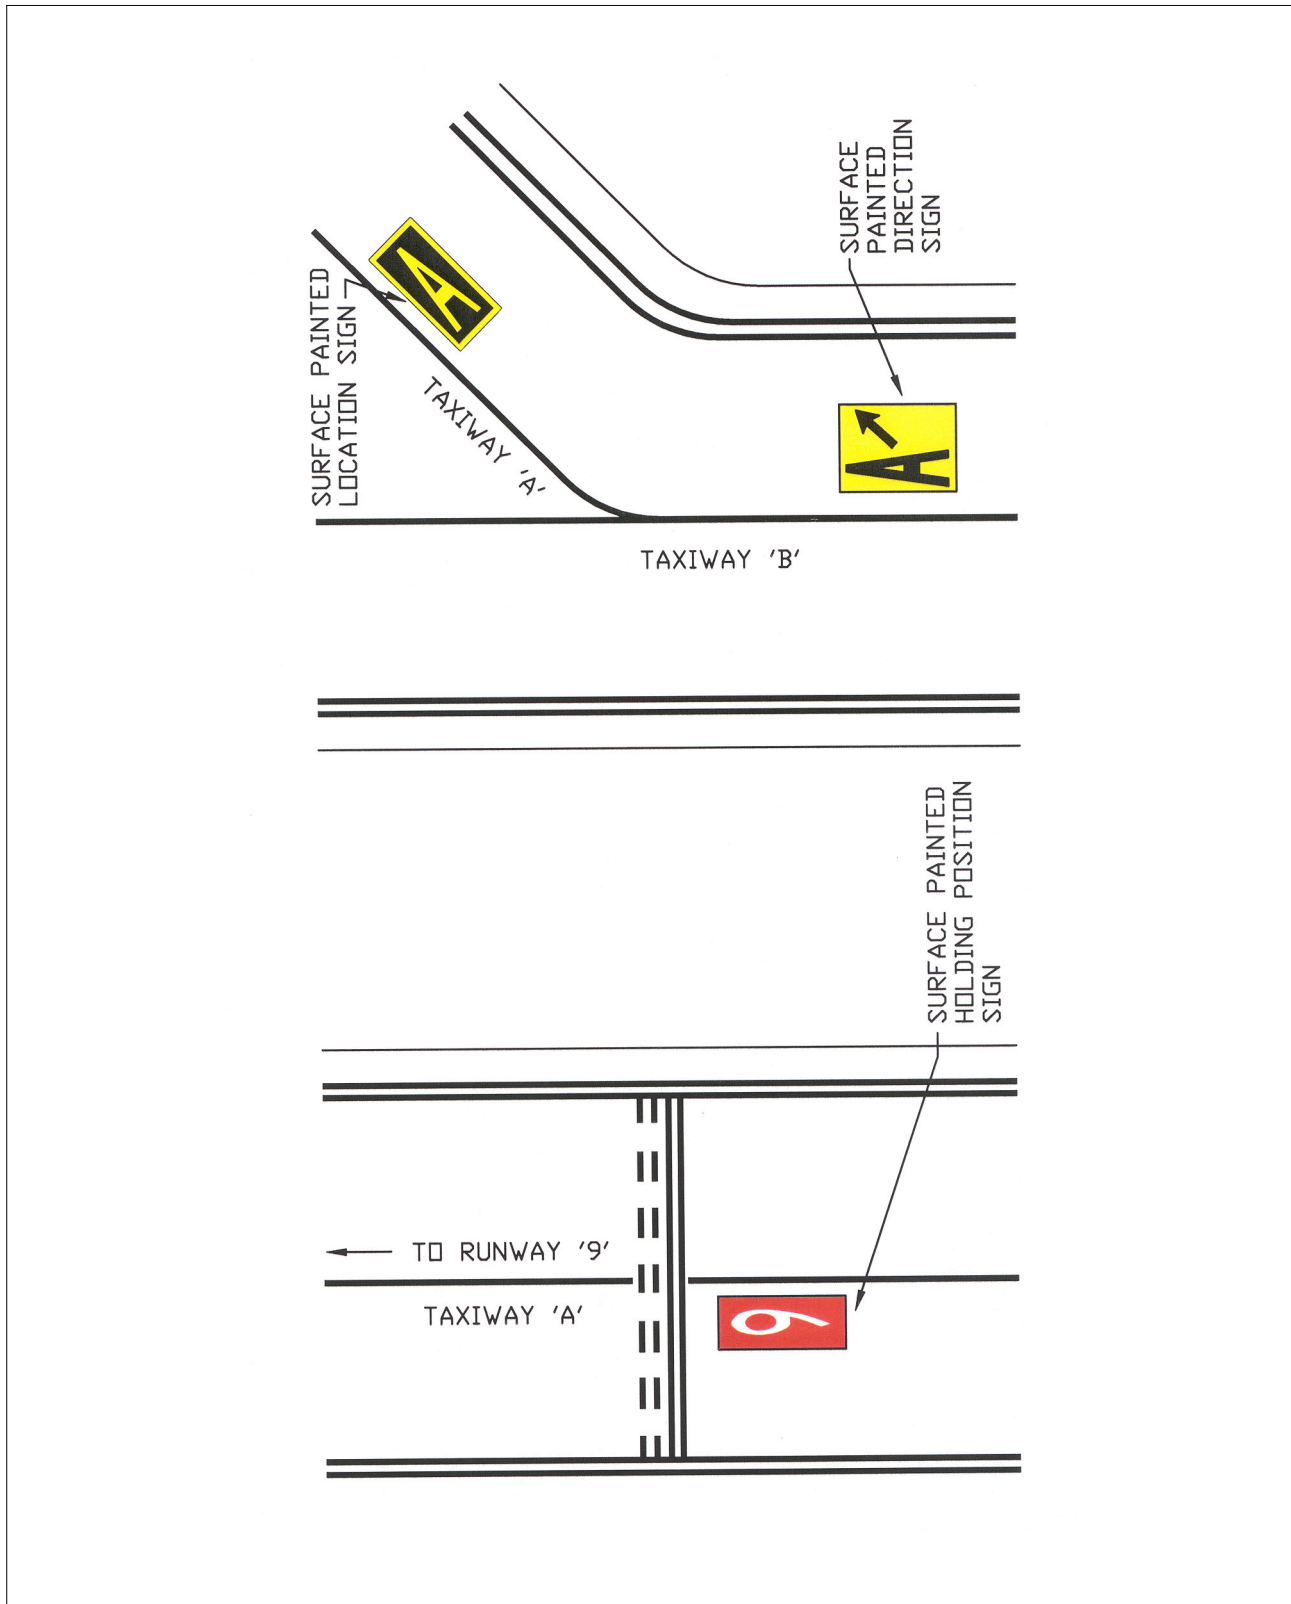 SURFACE
PAINTED
DIRECTION
SIGN
SURFACE PAINTED
LOCATION SIGN
A
TAXIWAY 'A'
A
TAXIWAY 'B'
SURFACE PAINTED
HOLDING POSITION
SIGN
TO RUNWAY '9'
TAXIWAY 'A'
9